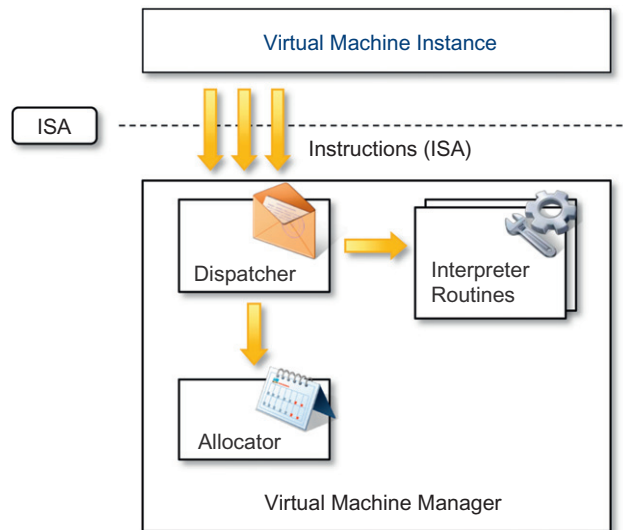 Virtual Machine Instance
ISA
Instructions (ISA)
Dispatcher
Interpreter
Routines
Allocator
Virtual Machine Manager